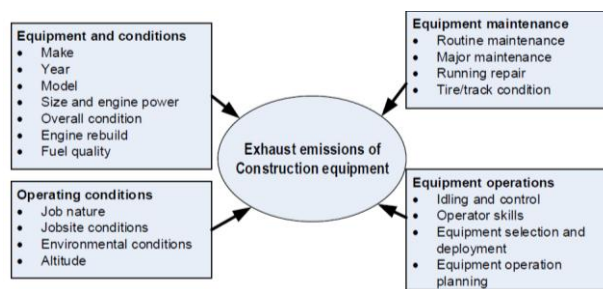 Equipment and conditions
• Make
• Year
• Model
• Size and engine power
• Overall condition
• Engine rebuild
• Fuel quality
Equipment maintenance
• Routine maintenance
• Major maintenance
• Running repair
• Tire/track condition
Exhaust emissions of
Construction equipment
Operating conditions
• Job nature
• Jobsite conditions
• Environmental conditions
• Altitude
Equipment operations
• Idling and control
• Operator skills
• Equipment selection and
deployment
• Equipment operation
planning